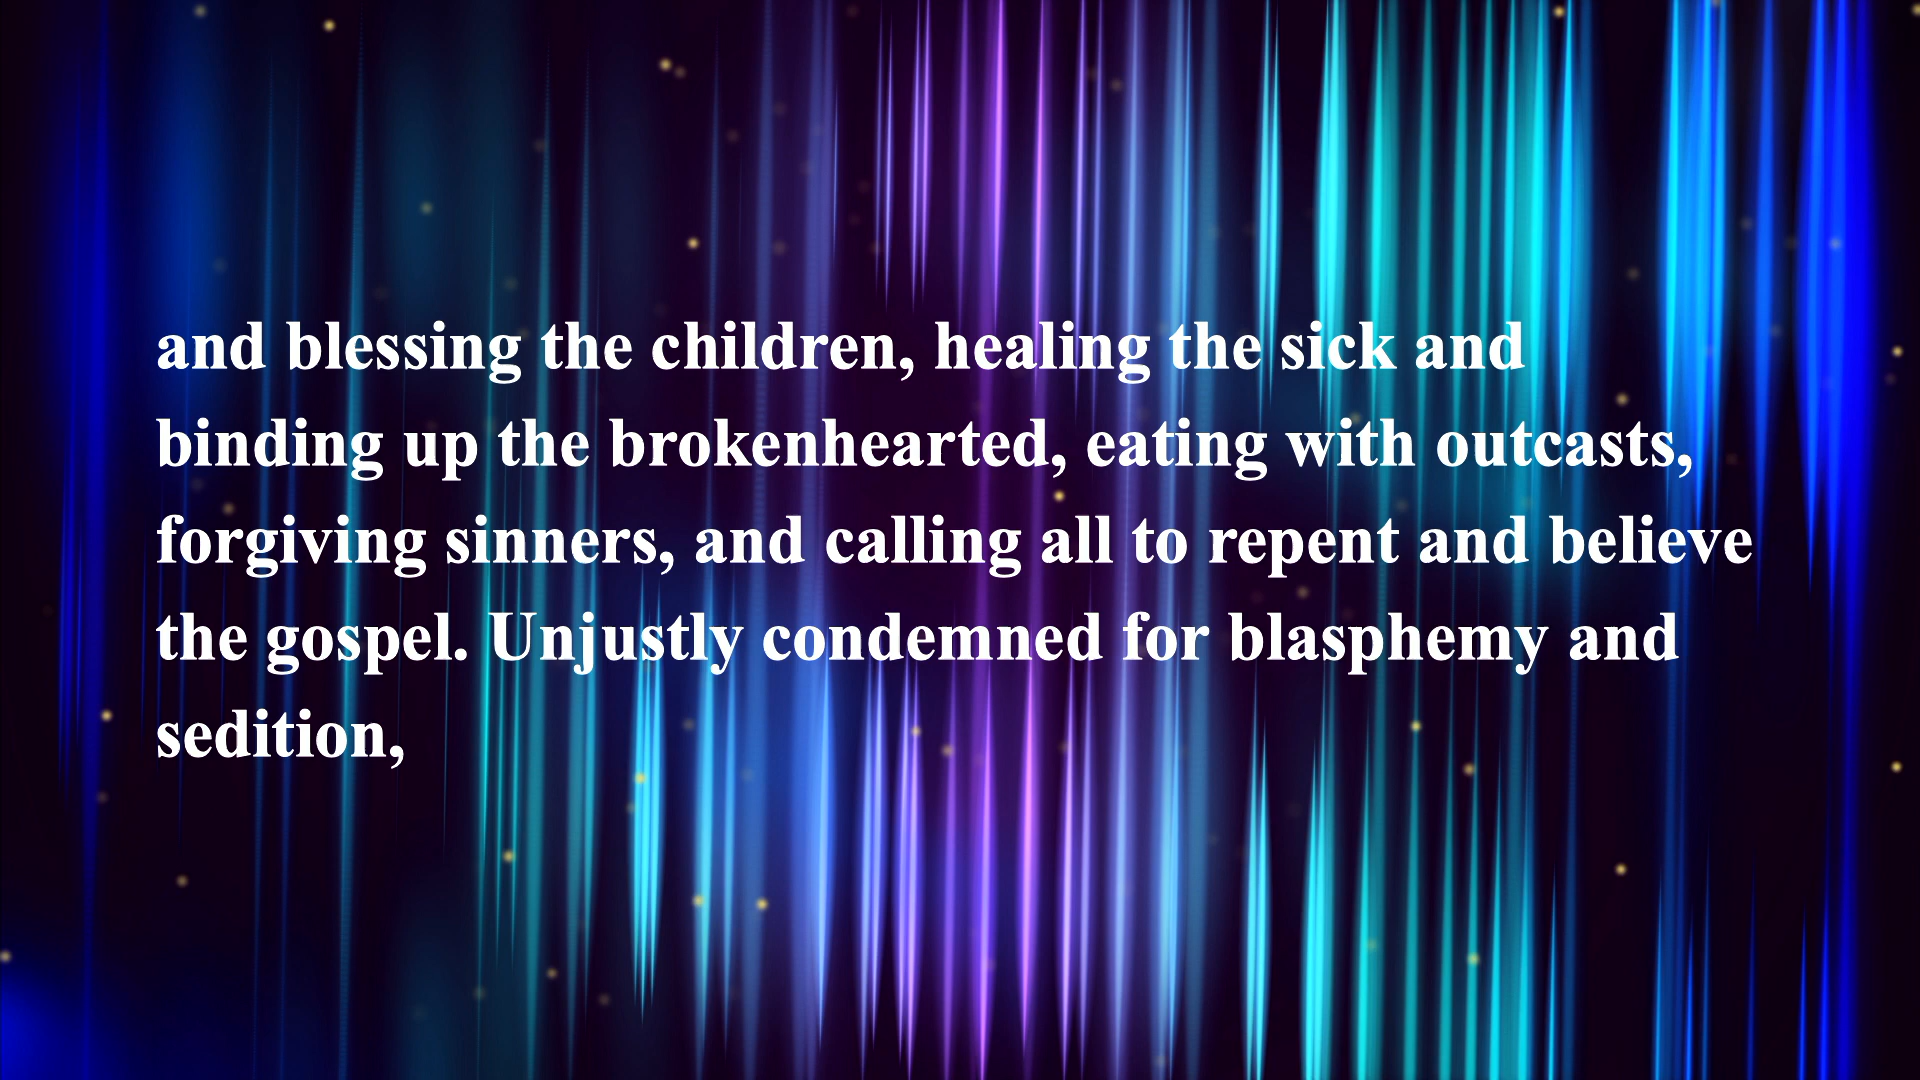 and blessing the children, healing the sick and
binding up the brokenhearted, eating with outcasts,
forgiving sinners, and calling all to repent and believe
the gospel. Unjustly condemned for blasphemy and
sedition,